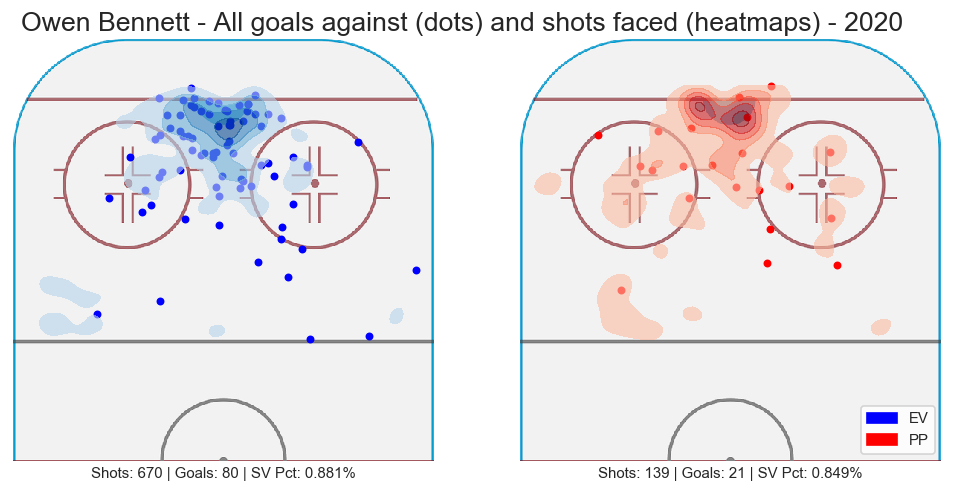 Owen Bennett - All goals against (dots) and shots faced (heatmaps) - 2020
EV
PP
Shots: 670 | Goals: 80 | SV Pct: 0.881%
Shots: 139 | Goals: 21 | SV Pct: 0.849%